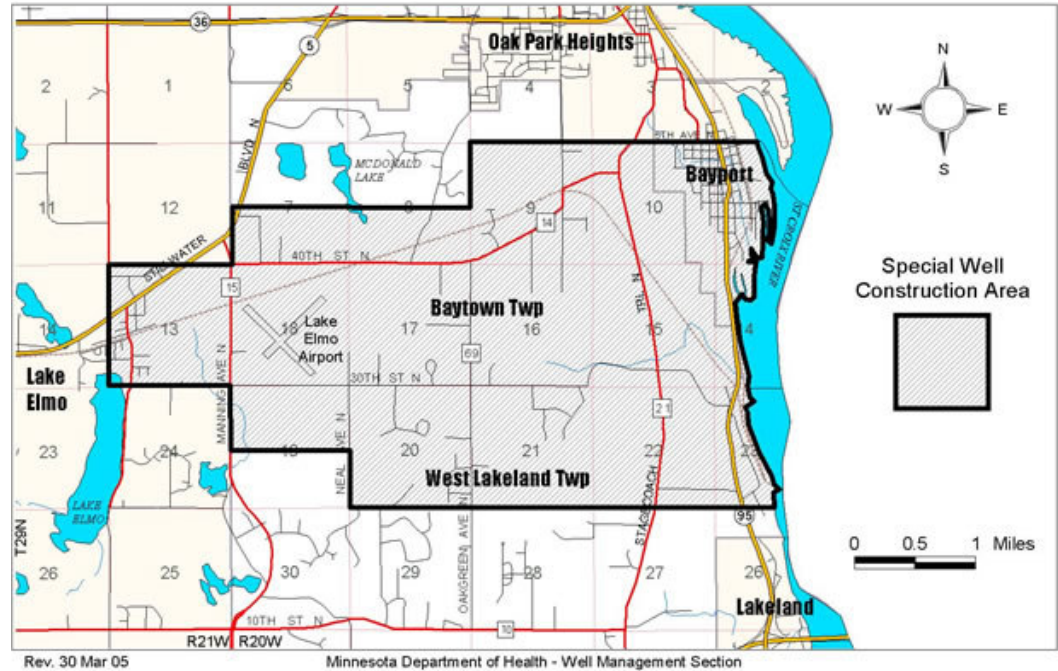 36
5
Oak Park Heights
2
1
6
5
4
3
2
N
W
E
S
BLVD N
MCDONALD
LAKE
5TH AVE N
Bayport
11
12
7
8
9
10
14
ST CROIX RIVER
STILLWATER
40TH ST N
15
Special Well
Construction Area
Baytown Twp
TRL N
14
13
18
17
16
15
4
Lake
Elmo
Airport
69
Lake
Elmo
MANNING AVE N
30TH ST N
21
23
24
19
20
21
22
23
NEAL AVE N
West Lakeland Twp
LAKE
ELMO
STAGECOACH
95
0 0.5 1 Miles
T29N
OAKGREEN AVE N
26
25
30
29
28
27
26
Lakeland
10TH ST N
10
R21W
R20W
Rev. 30 Mar 05
Minnesota Department of Health - Well Management Section